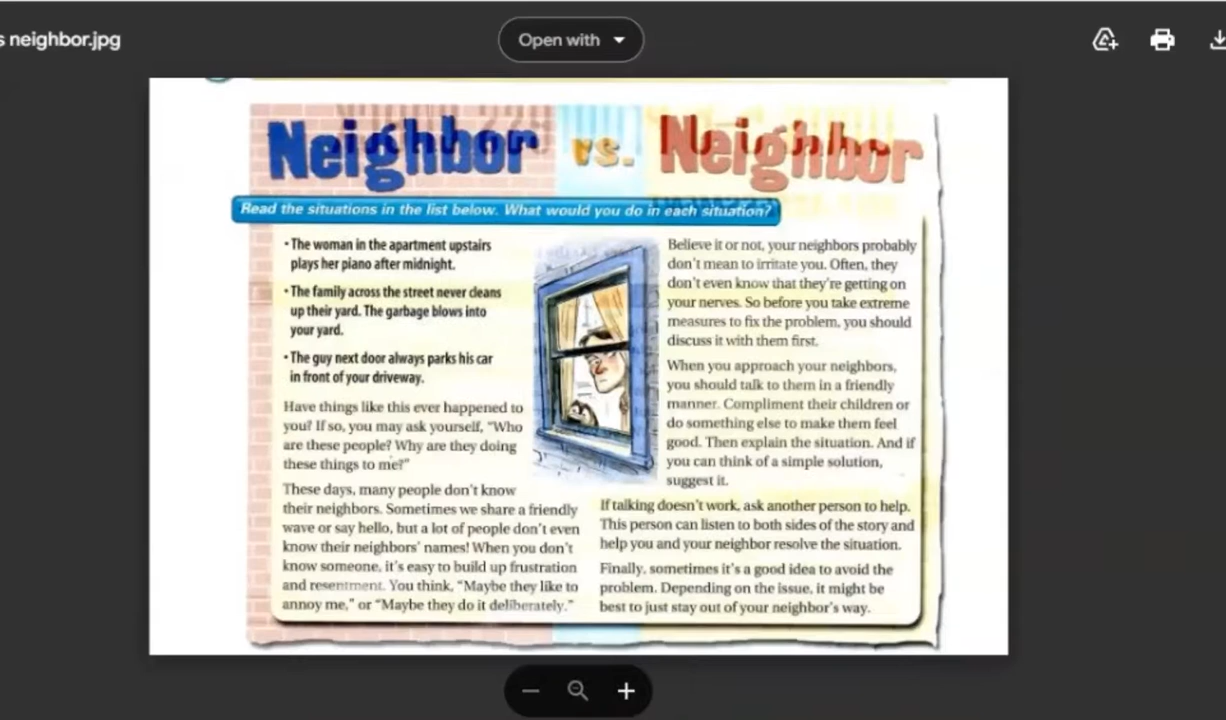 s neighbor.jpg
Open with
Neighbor vs. Neighbor
Read the situations in the list below. What would you do in each situation?
• The woman in the apartment upstairs
plays her piano after midnight.
• The family across the street never cleans
up their yard. The garbage blows into
your yard.
• The guy next door always parks his car
in front of your driveway.
Have things like this ever happened to
you? If so, you may ask yourself, “Who
are these people? Why are they doing
these things to me?”
These days, many people don’t know
their neighbors. Sometimes we share a friendly
wave or say hello, but a lot of people don’t even
know their neighbors’ names! When you don’t
know someone, it’s easy to build up frustration
and resentment. You think, “Maybe they like to
annoy me,” or “Maybe they do it deliberately.”
Believe it or not, your neighbors probably
don’t mean to irritate you. Often, they
don’t even know that they’re getting on
your nerves. So before you take extreme
measures to fix the problem, you should
discuss it with them first.
When you approach your neighbors,
you should talk to them in a friendly
manner. Compliment their children or
do something else to make them feel
good. Then explain the situation. And if
you can think of a simple solution,
suggest it.
If talking doesn’t work, ask another person to help.
This person can listen to both sides of the story and
help you and your neighbor resolve the situation.
Finally, sometimes it’s a good idea to avoid the
problem. Depending on the issue, it might be
best to just stay out of your neighbor’s way.